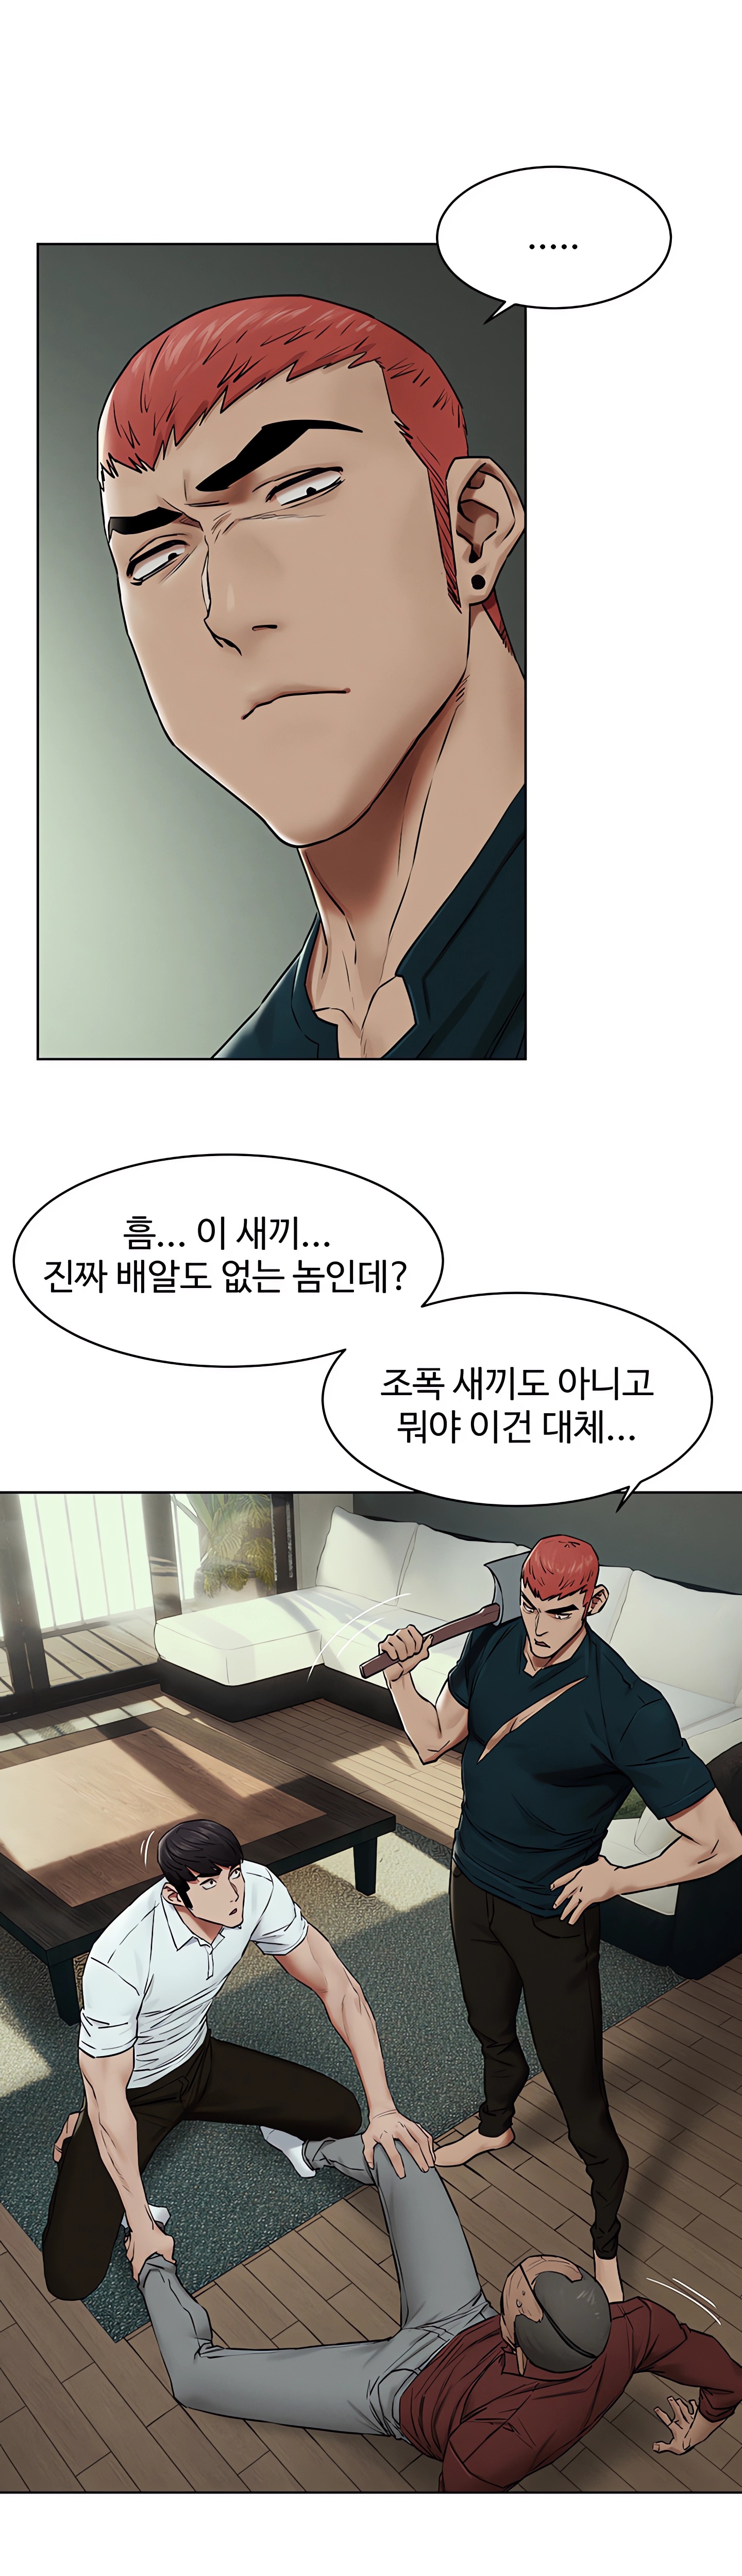 .....
흠... 이 새끼...
진짜 배알도 없는 놈인데?
조폭 새끼도 아니고
뭐야 이건 대체...